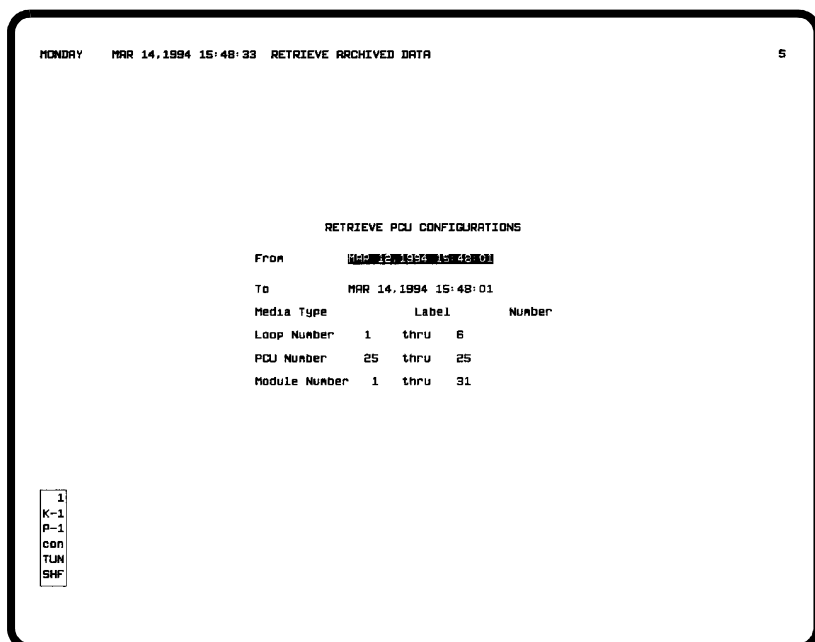 MONDAY MAR 14,1994 15:48:33 RETRIEVE ARCHIVED DATA S
RETRIEVE PCU CONFIGURATIONS
From MAR 12,1994 15:48:01
To MAR 14,1994 15:48:01
Media Type Label Number
Loop Number 1 thru 6
PCU Number 25 thru 25
Module Number 1 thru 31
1
K-1
P-1
con
TUN
SHF